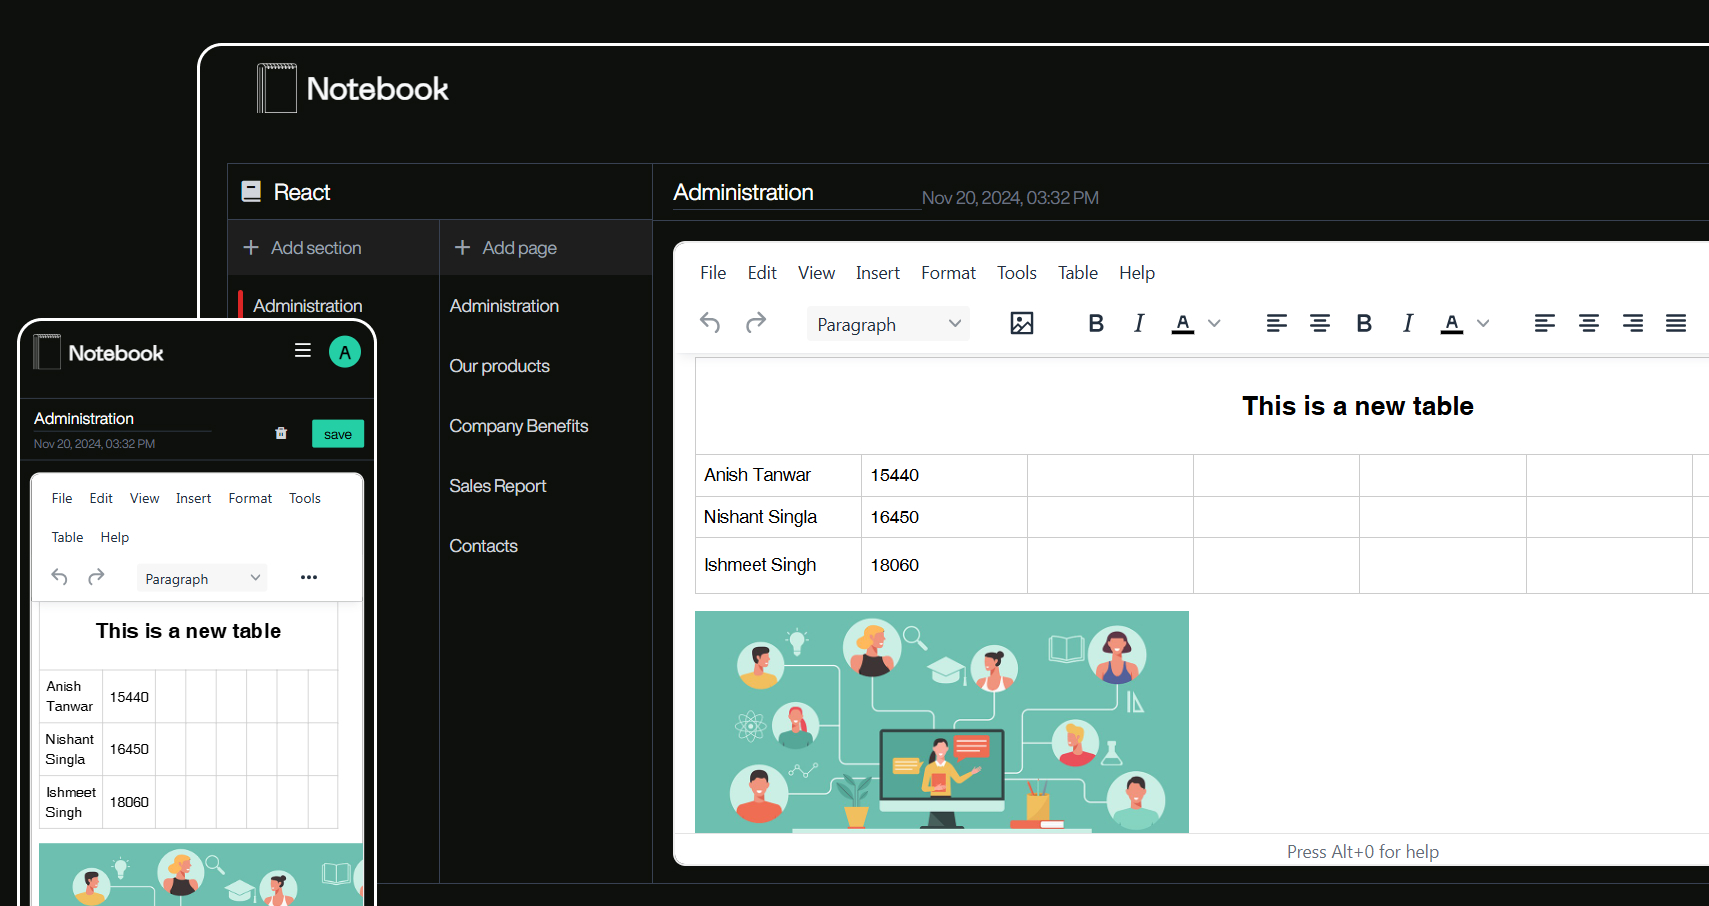 Notebook
React
Add section
Add page
Administration
Administration
Our products
Company Benefits
Sales Report
Contacts
Administration
Nov 20, 2024, 03:32 PM
File Edit View Insert Format Tools Table Help
Paragraph
B I A B I A
This is a new table
Anish Tanwar 15440
Nishant Singla 16450
Ishmeet Singh 18060
Press Alt+0 for help
Notebook
A
Administration
Nov 20, 2024, 03:32 PM
save
File Edit View Insert Format Tools
Table Help
Paragraph
This is a new table
Anish
Tanwar
15440
Nishant
Singla
16450
Ishmeet
Singh
18060